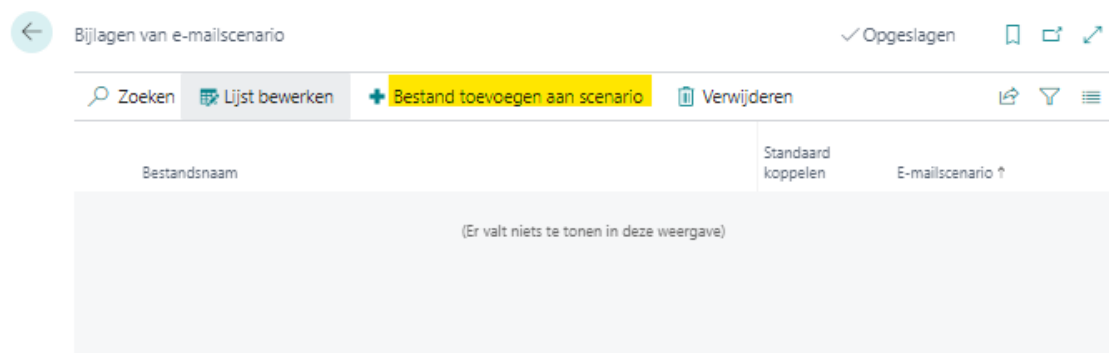 Bijlagen van e-mailscenario
Opgeslagen
Zoeken Lijst bewerken Bestand toevoegen aan scenario Verwijderen
Bestandsnaam
Standaard koppelen
E-mailscenario ↑
(Er valt niets te tonen in deze weergave)